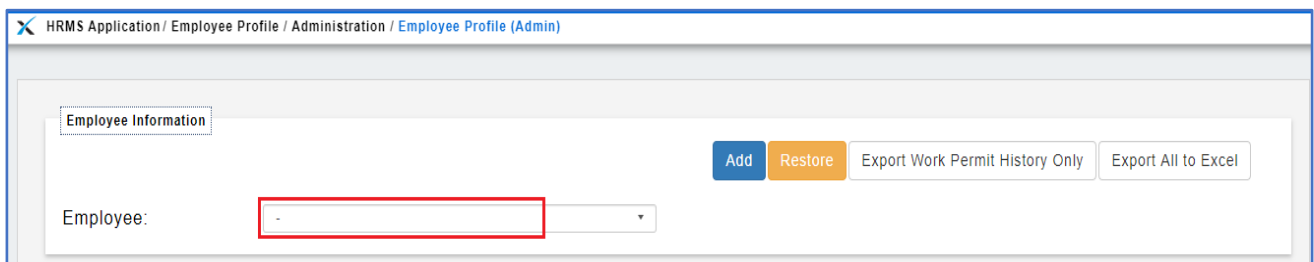 HRMS Application / Employee Profile / Administration / Employee Profile (Admin)
Employee Information
Add Restore Export Work Permit History Only Export All to Excel
Employee: -